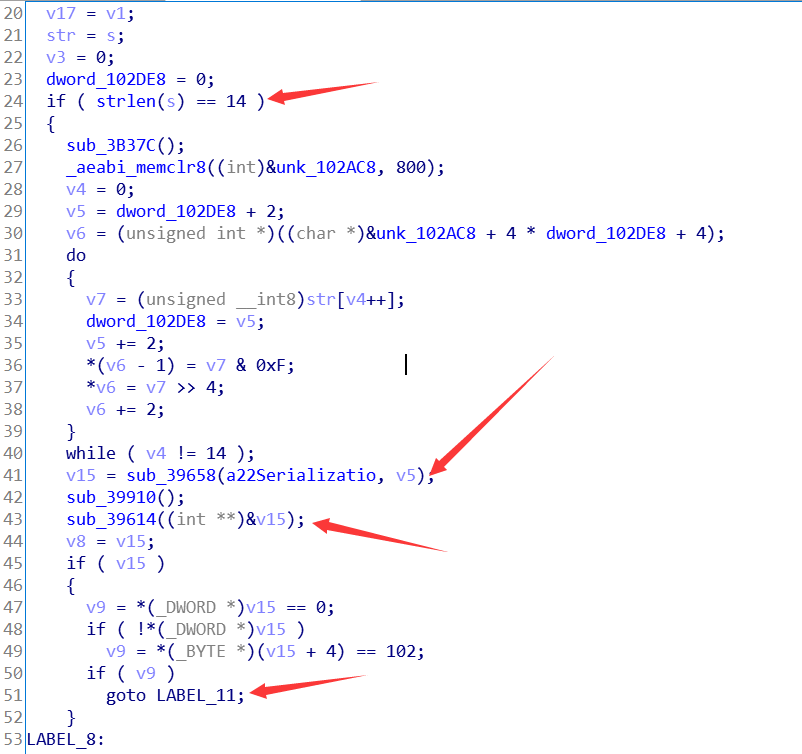 20 v17 = v1;
21 str = s;
22 v3 = 0;
23 dword_102DE8 = 0;
24 if ( strlen(s) == 14 )
25 {
26 sub_3B37C();
27 _aeabi_memclr8((int)&unk_102AC8, 800);
28 v4 = 0;
29 v5 = dword_102DE8 + 2;
30 v6 = (unsigned int *)((char *)&unk_102AC8 + 4 * dword_102DE8 + 4);
31 do
32 {
33 v7 = (unsigned __int8)str[v4++];
34 dword_102DE8 = v5;
35 v5 += 2;
36 *(v6 - 1) = v7 & 0xF;
37 *v6 = v7 >> 4;
38 v6 += 2;
39 }
40 while ( v4 != 14 );
41 v15 = sub_39658(a22Serializatio, v5);
42 sub_39910();
43 sub_39614((int **)&v15);
44 v8 = v15;
45 if ( v15 )
46 {
47 v9 = *(_DWORD *)v15 == 0;
48 if ( !*(_DWORD *)v15 )
49 v9 = *(_BYTE *)(v15 + 4) == 102;
50 if ( v9 )
51 goto LABEL_11;
52 }
53 LABEL_8: